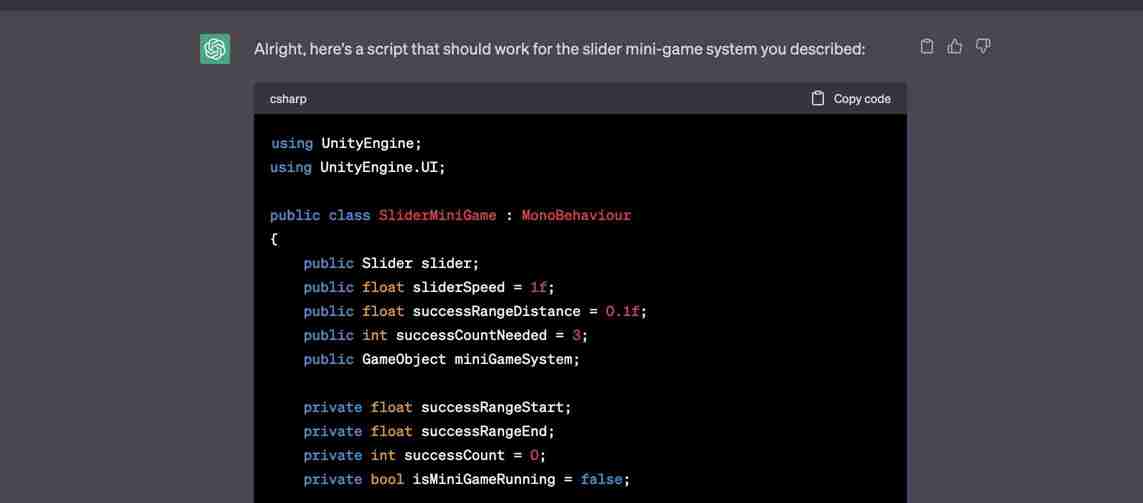 Alright, here's a script that should work for the slider mini-game system you described:
csharp
Copy code
using UnityEngine;
using UnityEngine.UI;
public class SliderMiniGame : MonoBehaviour
{
public Slider slider;
public float sliderSpeed = 1f;
public float successRangeDistance = 0.1f;
public int successCountNeeded = 3;
public GameObject miniGameSystem;
private float successRangeStart;
private float successRangeEnd;
private int successCount = 0;
private bool isMiniGameRunning = false;